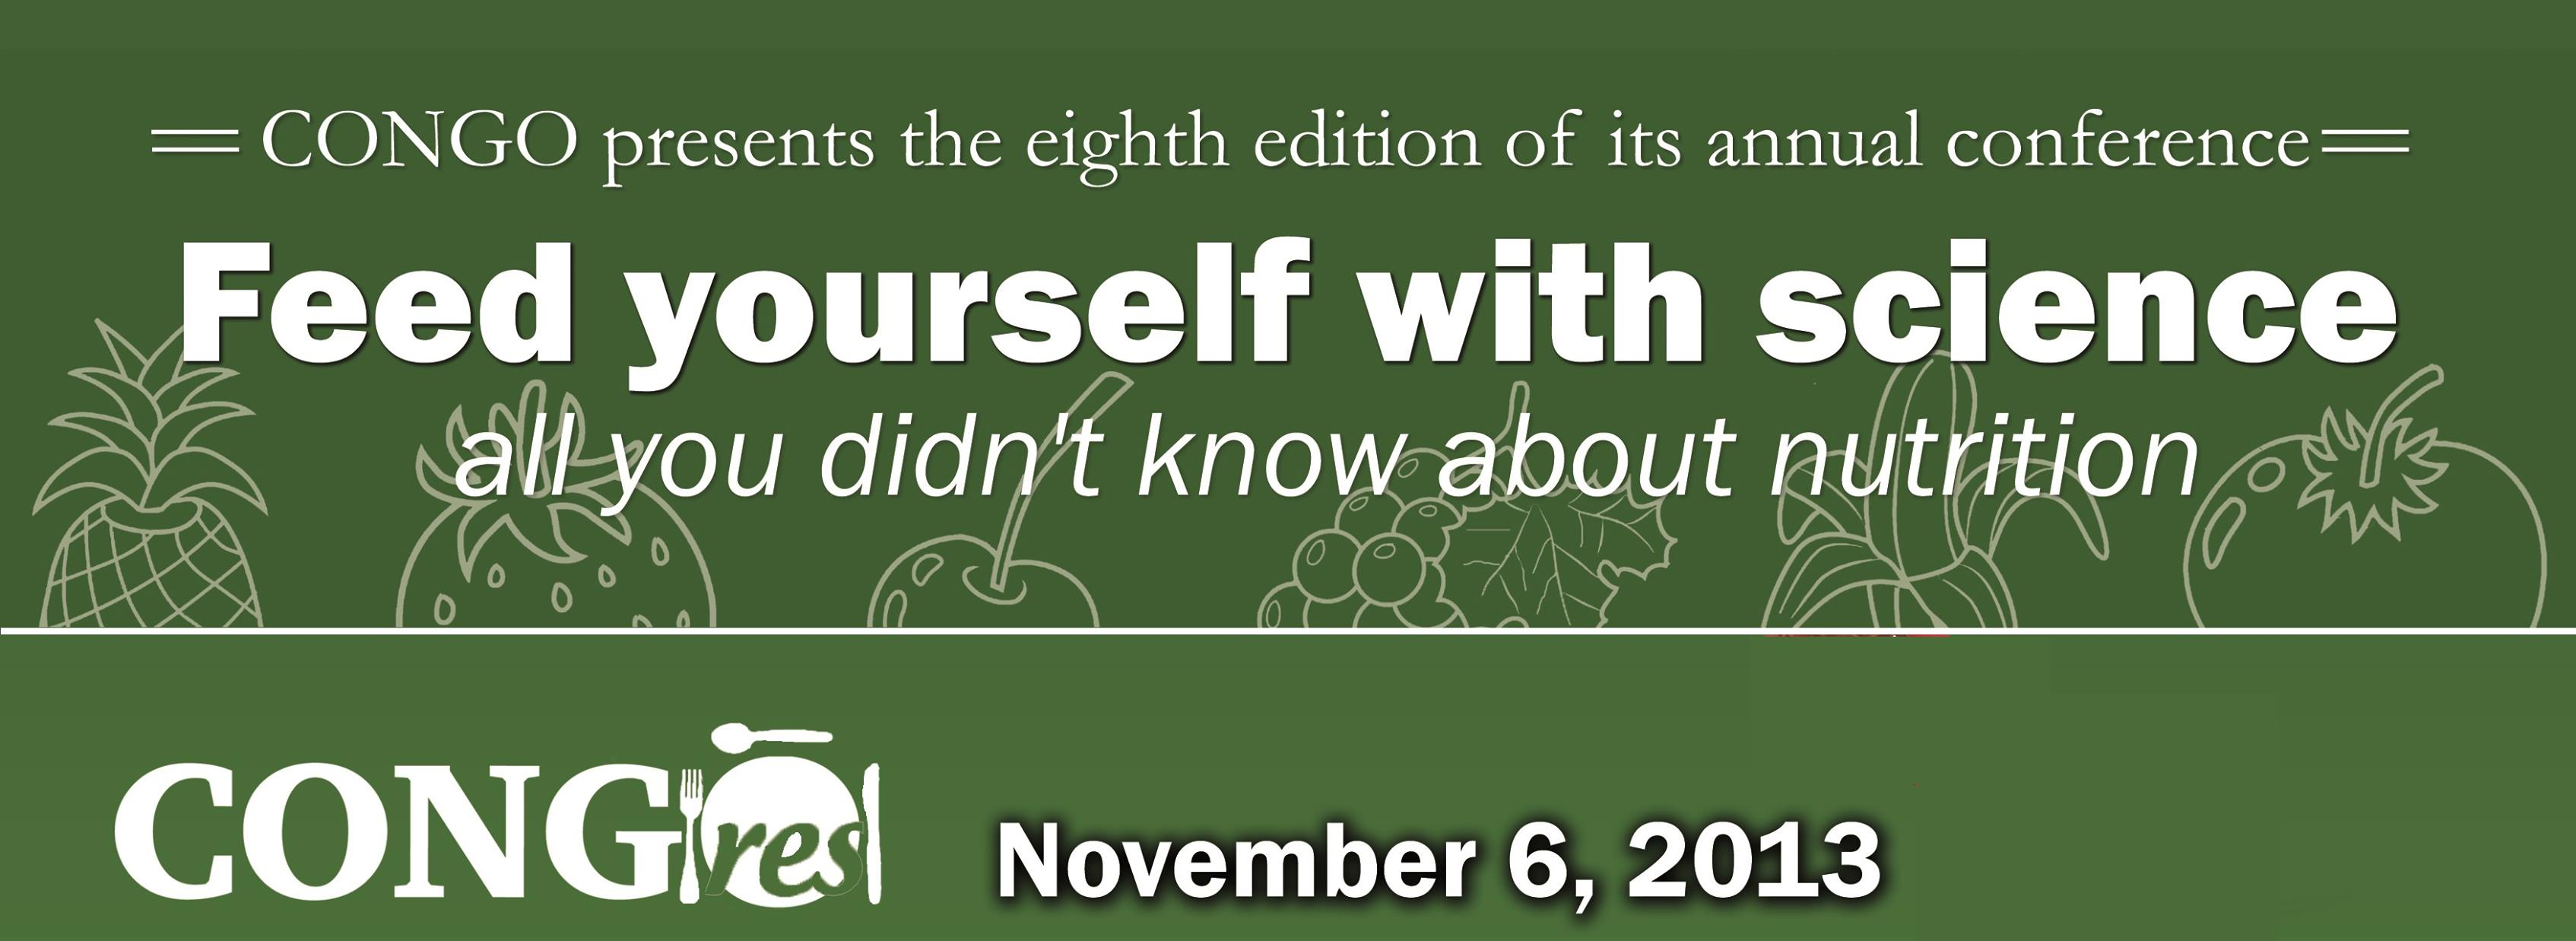 CONGO presents the eighth edition of its annual conference
Feed yourself with science
all you didn't know about nutrition
CONGres
November 6, 2013